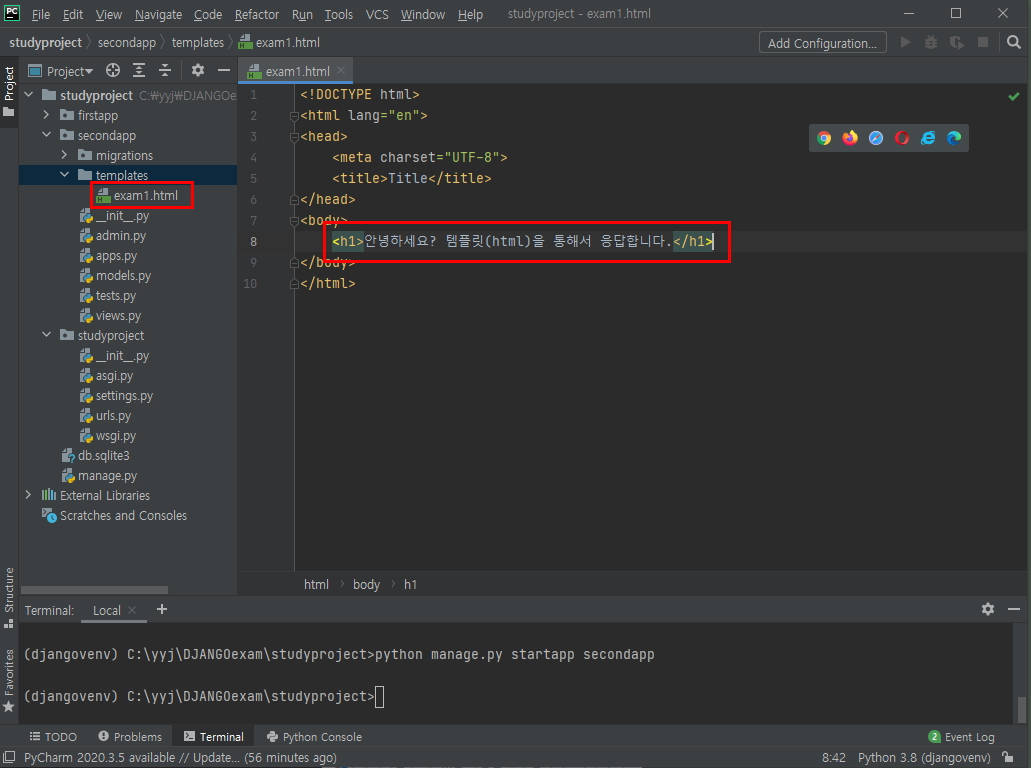 PC File Edit View Navigate Code Refactor Run Tools VCS Window Help studyproject - exam1.html
studyproject secondapp templates exam1.html Add Configuration...
Project
Project
exam1.html
studyproject C:₩yyj₩DJANGOe
firstapp
secondapp
migrations
templates
exam1.html
__init__.py
admin.py
apps.py
models.py
tests.py
views.py
studyproject
__init__.py
asgi.py
settings.py
urls.py
wsgi.py
db.sqlite3
manage.py
External Libraries
Scratches and Consoles
1 <!DOCTYPE html>
2 <html lang="en">
3 <head>
4 <meta charset="UTF-8">
5 <title>Title</title>
6 </head>
7 <body>
8 <h1>안녕하세요? 템플릿(html)을 통해서 응답합니다.</h1>
9 </body>
10 </html>
html body h1
Structure
Favorites
Terminal: Local
(djangovenv) C:\yyj\DJANGOexam\studyproject>python manage.py startapp secondapp
(djangovenv) C:\yyj\DJANGOexam\studyproject>
TODO Problems Terminal Python Console 2 Event Log
PyCharm 2020.3.5 available // Update... (56 minutes ago) 8:42 Python 3.8 (djangovenv)